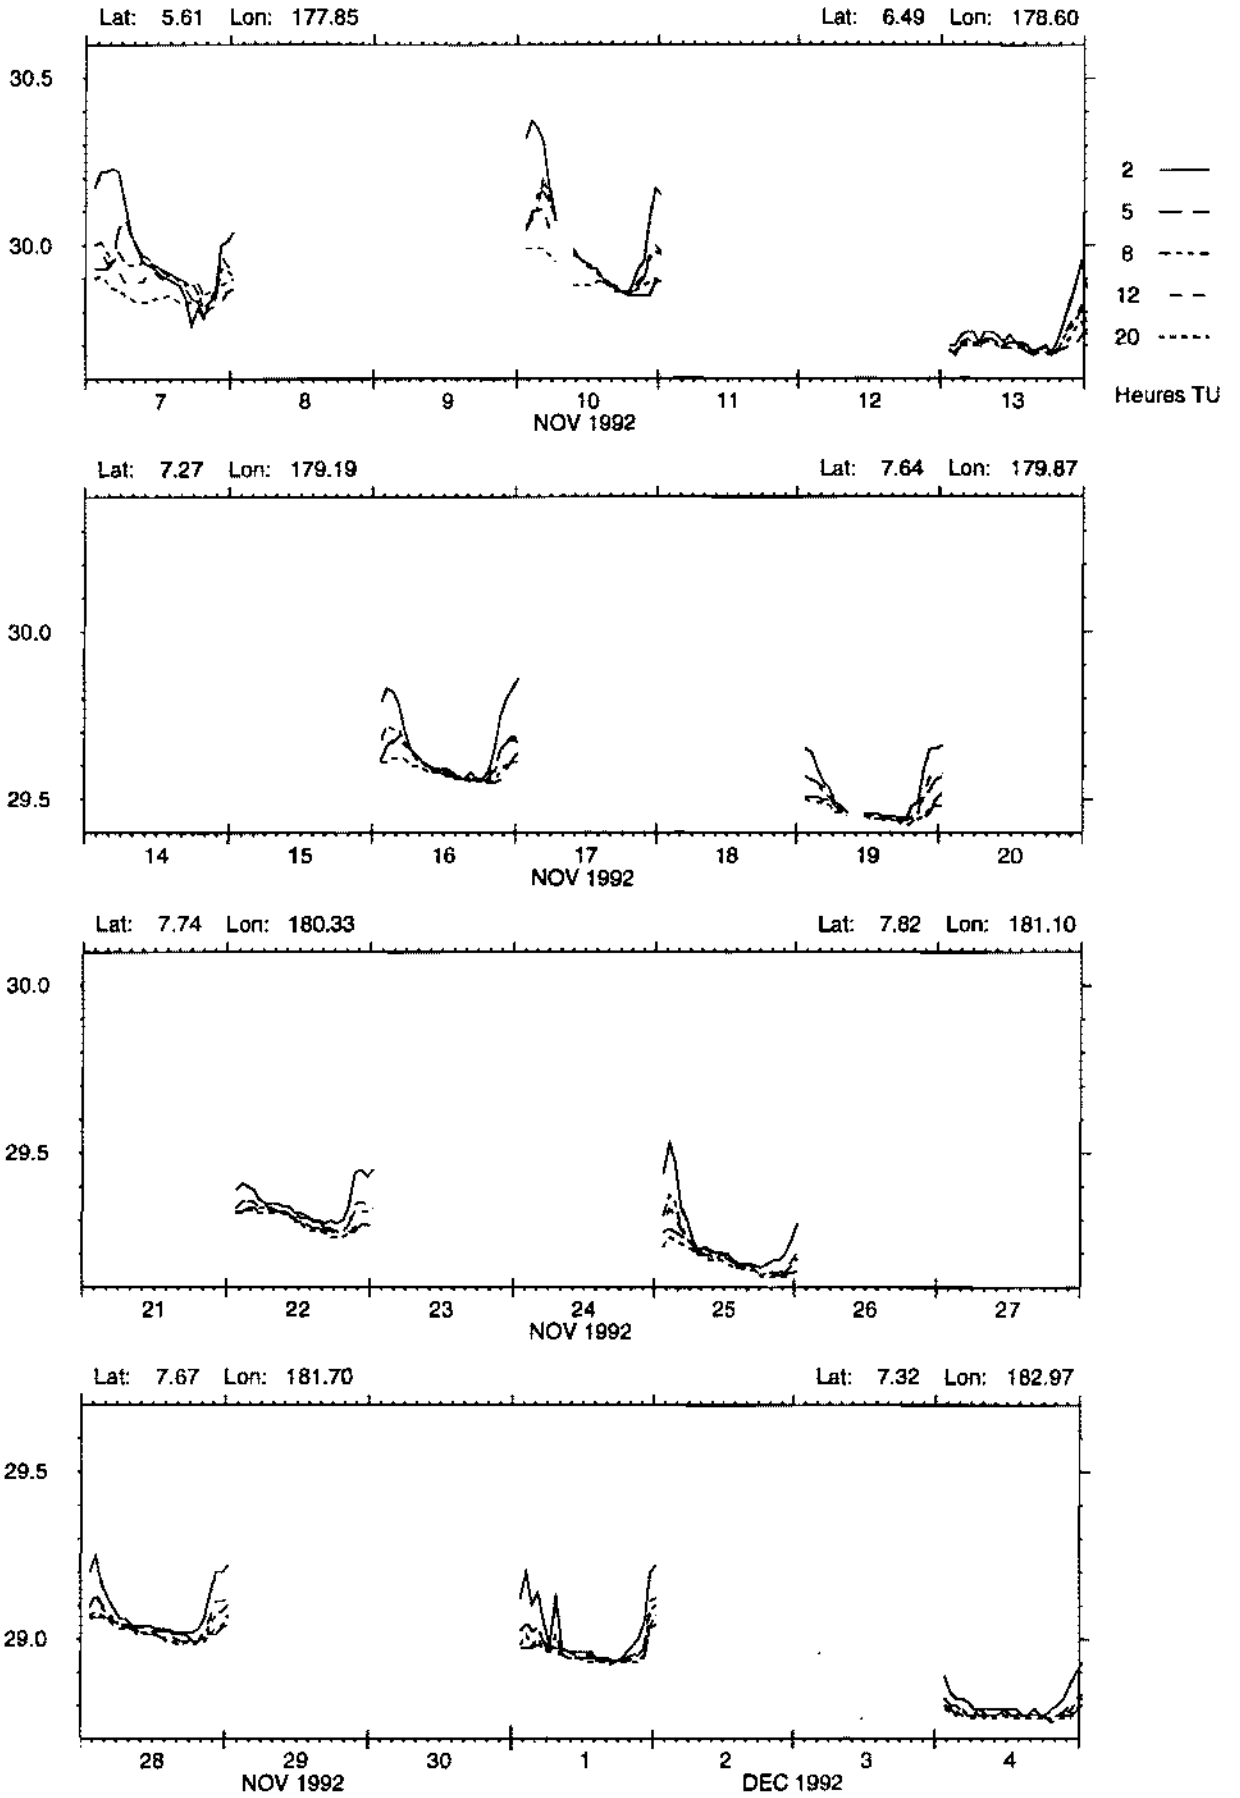 Lat: 5.61 Lon: 177.85 Lat: 6.49 Lon: 178.60
30.5
2
5
30.0
8
12
20
7 8 9 10 11 12 13 Heures TU
NOV 1992
Lat: 7.27 Lon: 179.19 Lat: 7.64 Lon: 179.87
30.0
29.5
14 15 16 17 18 19 20
NOV 1992
Lat: 7.74 Lon: 180.33 Lat: 7.82 Lon: 181.10
30.0
29.5
21 22 23 24 25 26 27
NOV 1992
Lat: 7.67 Lon: 181.70 Lat: 7.32 Lon: 182.97
29.5
29.0
28 29 30 1 2 3 4
NOV 1992 DEC 1992